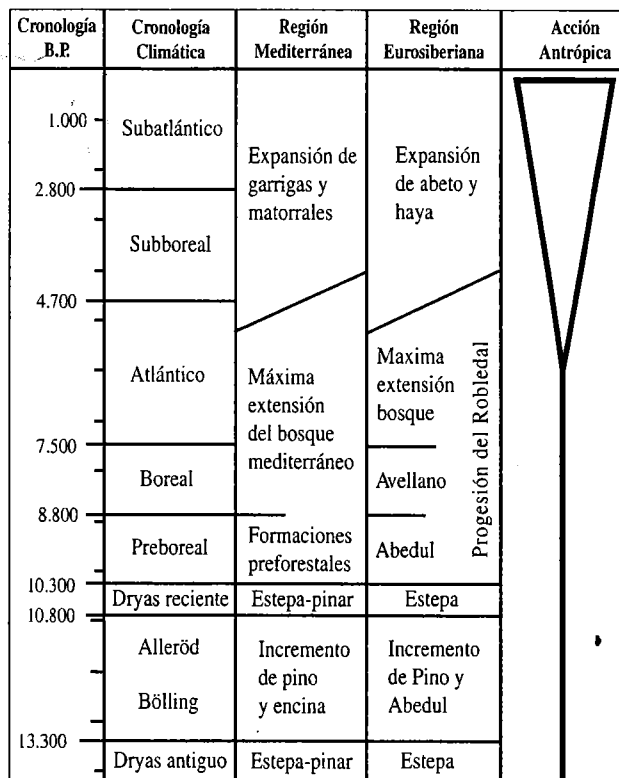 Cronología
B.P.
Cronología
Climática
Región
Mediterránea
Región
Eurosiberiana
Acción
Antrópica
1.000
2.800
4.700
7.500
8.800
10.300
10.800
13.300
Subatlántico
Subboreal
Atlántico
Boreal
Preboreal
Dryas reciente
Alleröd
Bölling
Dryas antiguo
Expansión de
garrigas y
matorrales
Máxima
extensión
del bosque
mediterráneo
Formaciones
preforestales
Estepa-pinar
Incremento
de pino
y encina
Estepa-pinar
Expansión
de abeto y
haya
Maxima
extensión
bosque
Avellano
Abedul
Progesión del Robledal
Estepa
Incremento
de Pino y
Abedul
Estepa